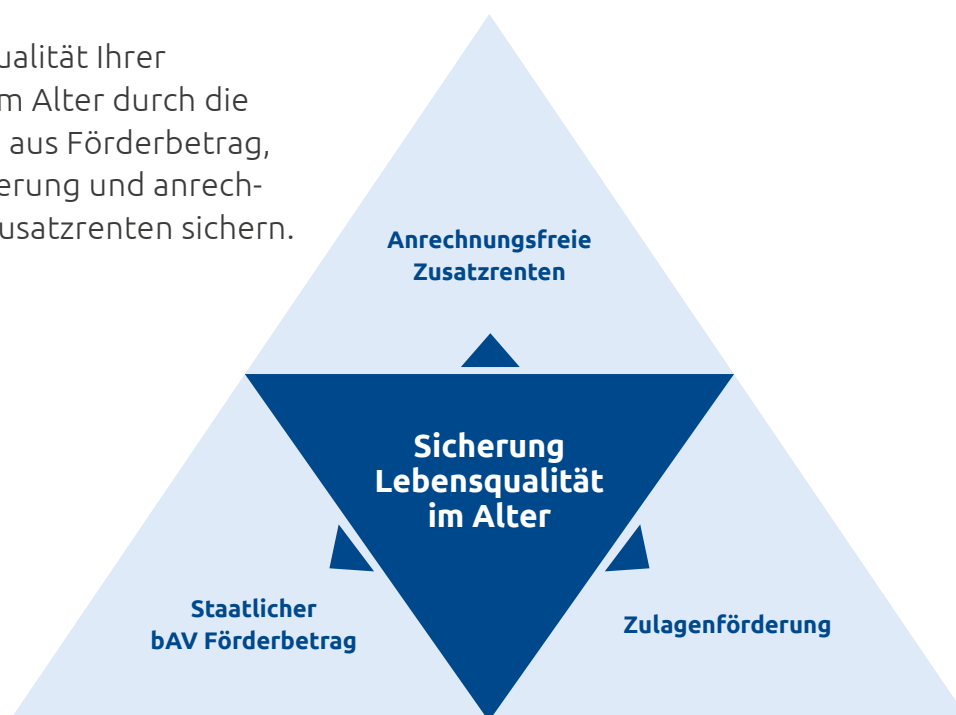 ualität Ihrer
m Alter durch die
aus Förderbetrag,
erung und anrech-
usatzrenten sichern.
Anrechnungsfreie
Zusatzrenten
Sicherung
Lebensqualität
im Alter
Staatlicher
bAV Förderbetrag
Zulagenförderung